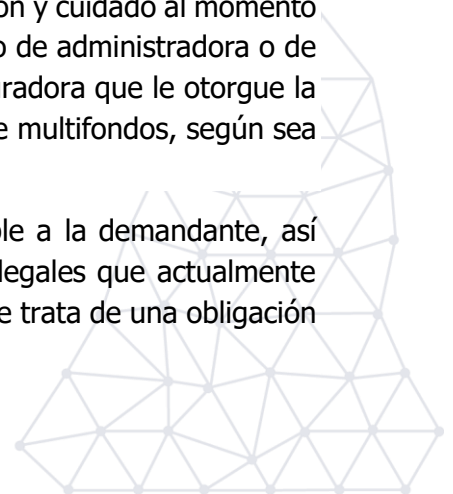 ón y cuidado al momento
o de administradora o de
radora que le otorgue la
e multifondos, según sea
le a la demandante, así
legales que actualmente
e trata de una obligación